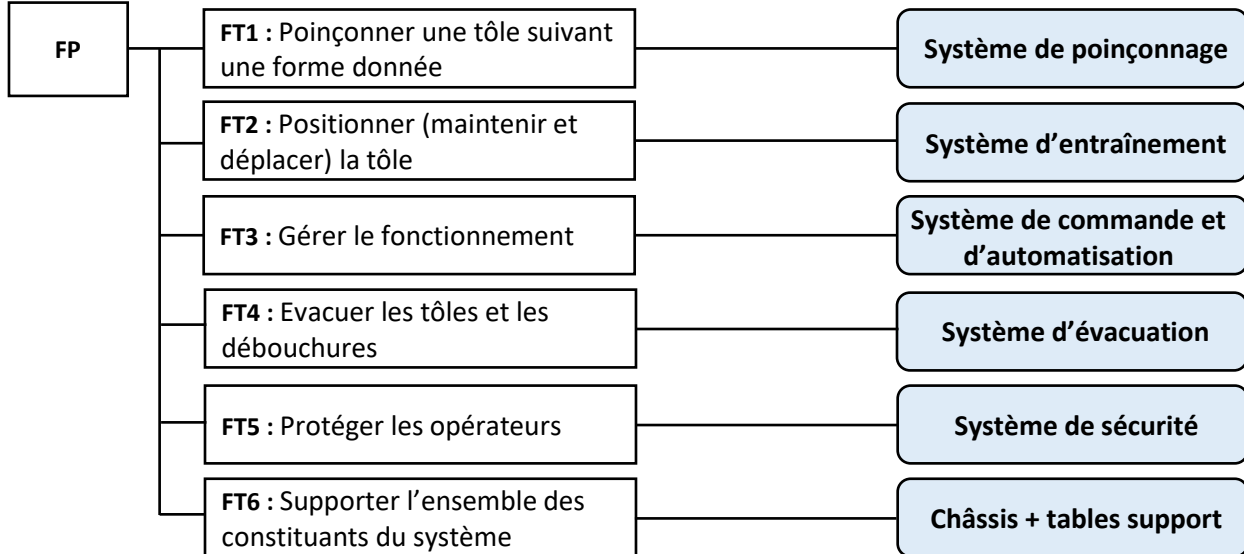 FP
FT1 : Poinçonner une tôle suivant
une forme donnée
Système de poinçonnage
FT2 : Positionner (maintenir et
déplacer) la tôle
Système d’entraînement
FT3 : Gérer le fonctionnement
Système de commande et
d’automatisation
FT4 : Evacuer les tôles et les
débouchures
Système d’évacuation
FT5 : Protéger les opérateurs
Système de sécurité
FT6 : Supporter l’ensemble des
constituants du système
Châssis + tables support